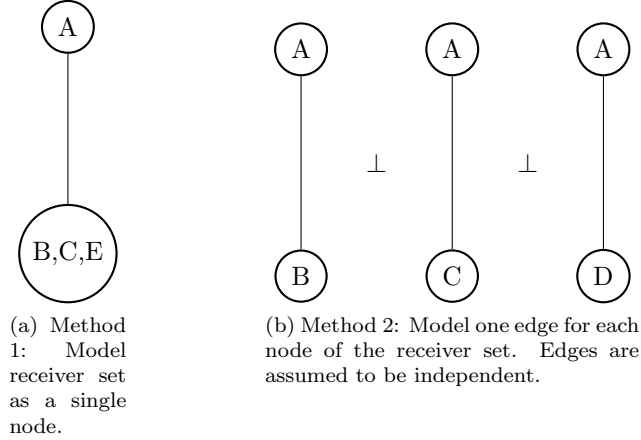 A
B,C,E
(a) Method
1: Model
receiver set
as a single
node.
A
A
A
⊥
⊥
B
C
D
(b) Method 2: Model one edge for each
node of the receiver set. Edges are
assumed to be independent.